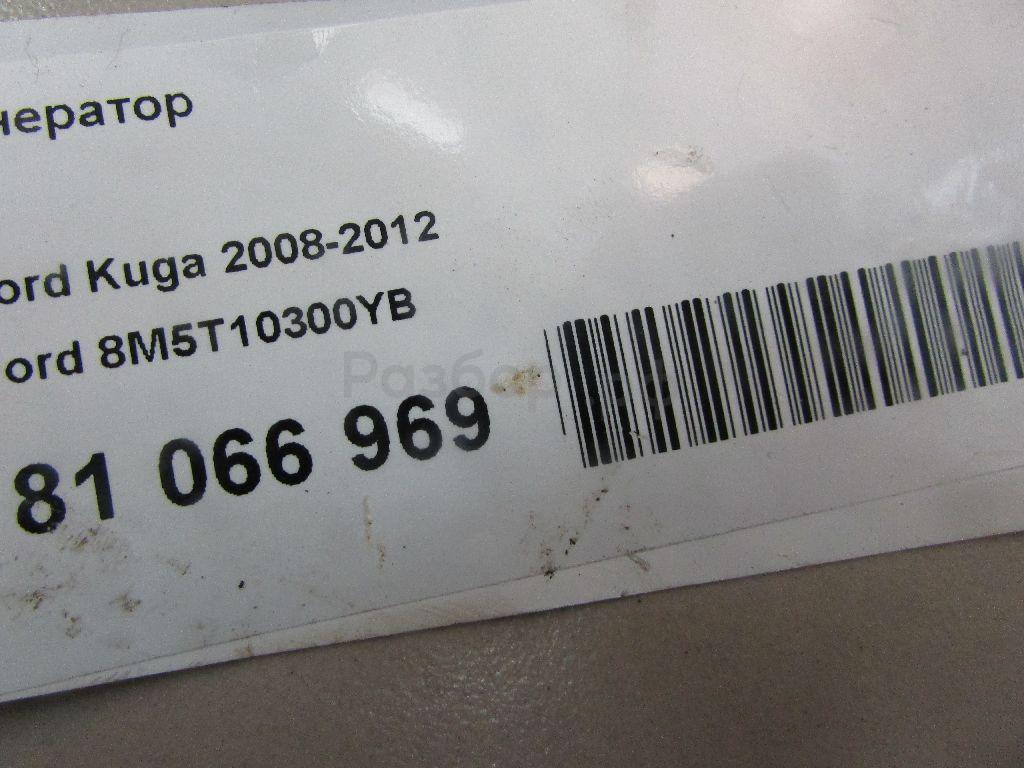 нератор
ord Kuga 2008-2012
ord 8M5T10300YB
81 066 969